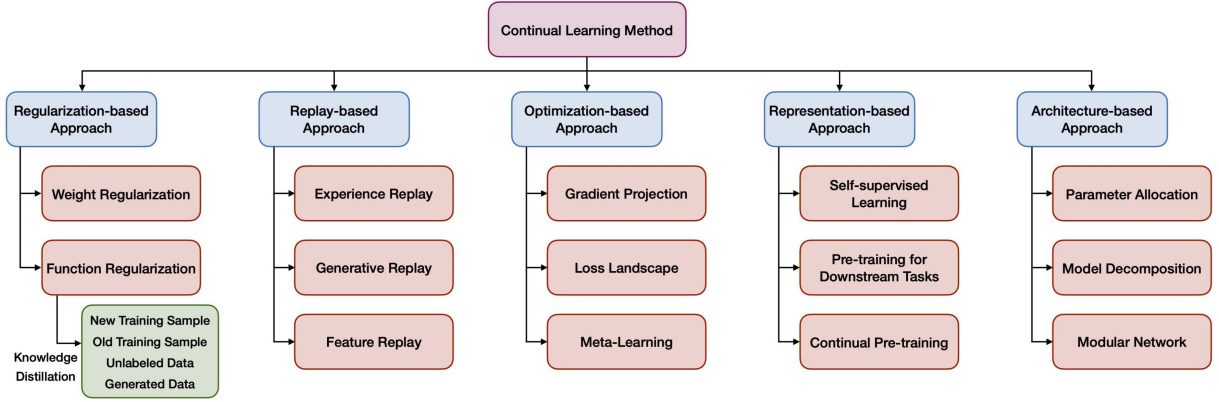 Continual Learning Method
Regularization-based
Approach
Weight Regularization
Function Regularization
Knowledge
Distillation
New Training Sample
Old Training Sample
Unlabeled Data
Generated Data
Replay-based
Approach
Experience Replay
Generative Replay
Feature Replay
Optimization-based
Approach
Gradient Projection
Loss Landscape
Meta-Learning
Representation-based
Approach
Self-supervised
Learning
Pre-training for
Downstream Tasks
Continual Pre-training
Architecture-based
Approach
Parameter Allocation
Model Decomposition
Modular Network